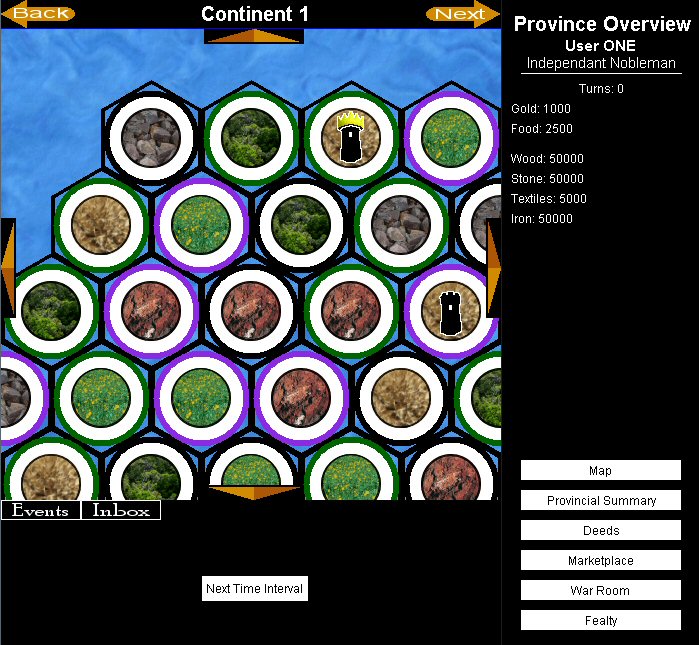 Back
Continent 1
Next
Province Overview
User ONE
Independant Nobleman
Turns: 0
Gold: 1000
Food: 2500
Wood: 50000
Stone: 50000
Textiles: 5000
Iron: 50000
Map
Provincial Summary
Deeds
Marketplace
War Room
Fealty
Events
Inbox
Next Time Interval